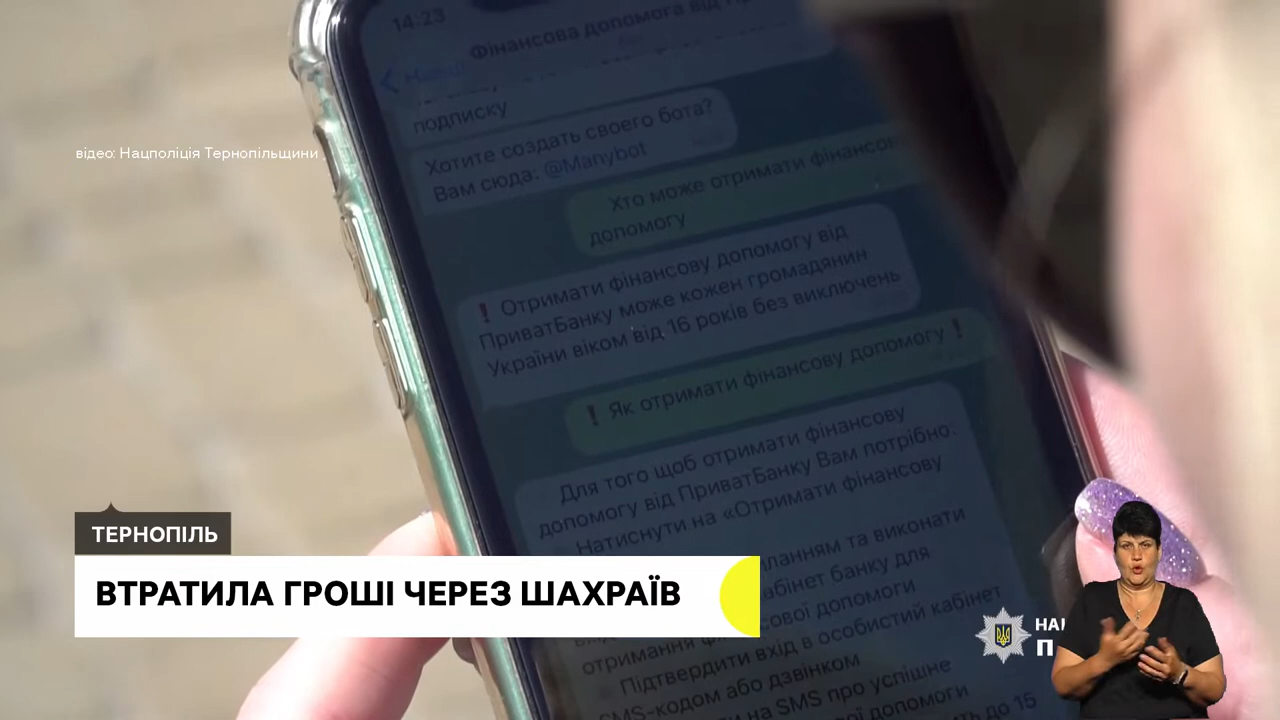 14:23
Фінансова допомога від
подписку
Хотите создать своего бота?
Вам сюда: @Manybot
відео: Нацполіція Тернопільщини
Хто може отримати
допомогу
❗ Отримати фінансову допомогу від
ПриватБанку може кожен громадянин
України віком від 16 років без виключень
❗ Як отримати фінансову допомогу ❗
Для того щоб отримати фінансову
допомогу від ПриватБанку Вам потрібно:
Натиснути на «Отримати фінансову
та виконати
банку для
допомоги
отримання
Підтвердити вхід в особистий кабінет
SMS-кодом або дзвінком
на SMS про успішне
допомоги
до 15
ТЕРНОПІЛЬ
ВТРАТИЛА ГРОШІ ЧЕРЕЗ ШАХРАЇВ